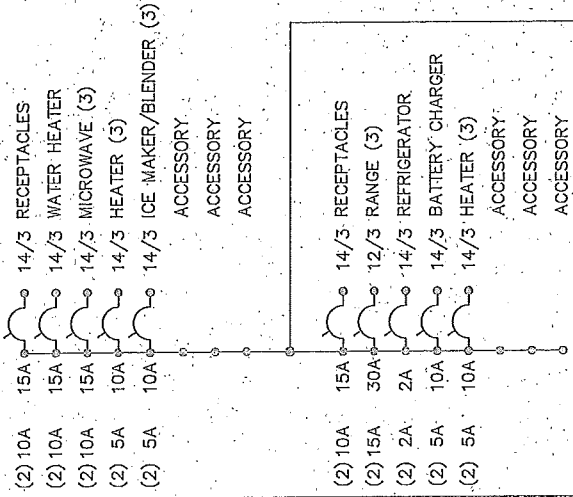 (2) 10A 15A 14/3 RECEPTACLES
(2) 10A 15A 14/3 WATER HEATER
(2) 10A 15A 14/3 MICROWAVE (3)
(2) 5A 10A 14/3 HEATER (3)
(2) 5A 10A 14/3 ICE MAKER/BLENDER (3)
ACCESSORY
ACCESSORY
ACCESSORY
(2) 10A 15A 14/3 RECEPTACLES
(2) 15A 30A 12/3 RANGE (3)
(2) 2A 2A 14/3 REFRIGERATOR
(2) 5A 10A 14/3 BATTERY CHARGER
(2) 5A 10A 14/3 HEATER (3)
ACCESSORY
ACCESSORY
ACCESSORY